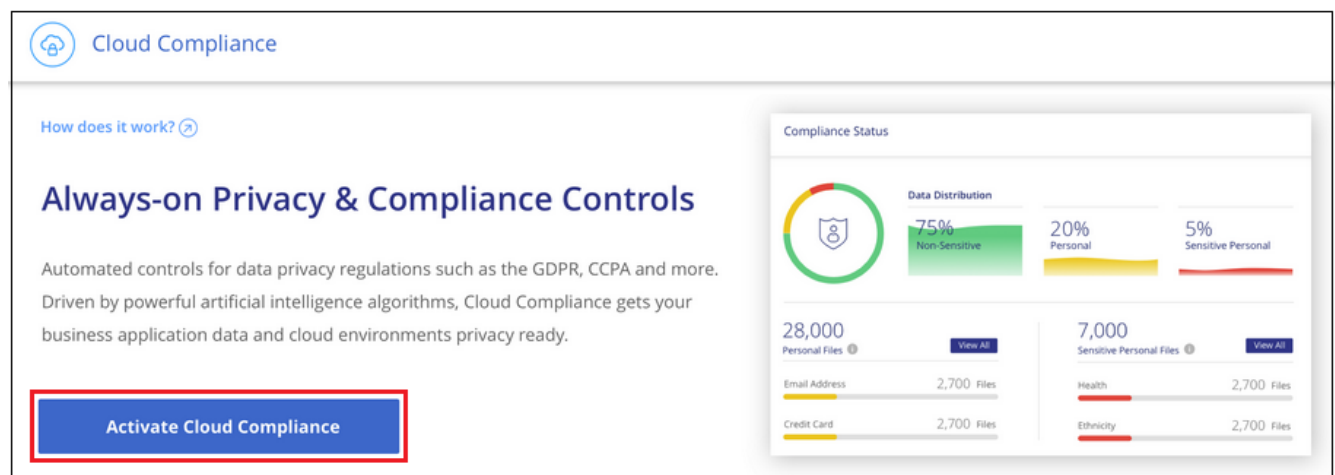 Cloud Compliance
How does it work?
Always-on Privacy & Compliance Controls
Automated controls for data privacy regulations such as the GDPR, CCPA and more.
Driven by powerful artificial intelligence algorithms, Cloud Compliance gets your
business application data and cloud environments privacy ready.
Activate Cloud Compliance
Compliance Status
Data Distribution
75%
Non-Sensitive
20%
Personal
5%
Sensitive Personal
28,000
Personal Files
View All
Email Address 2,700 Files
Credit Card 2,700 Files
7,000
Sensitive Personal Files
View All
Health 2,700 Files
Ethnicity 2,700 Files